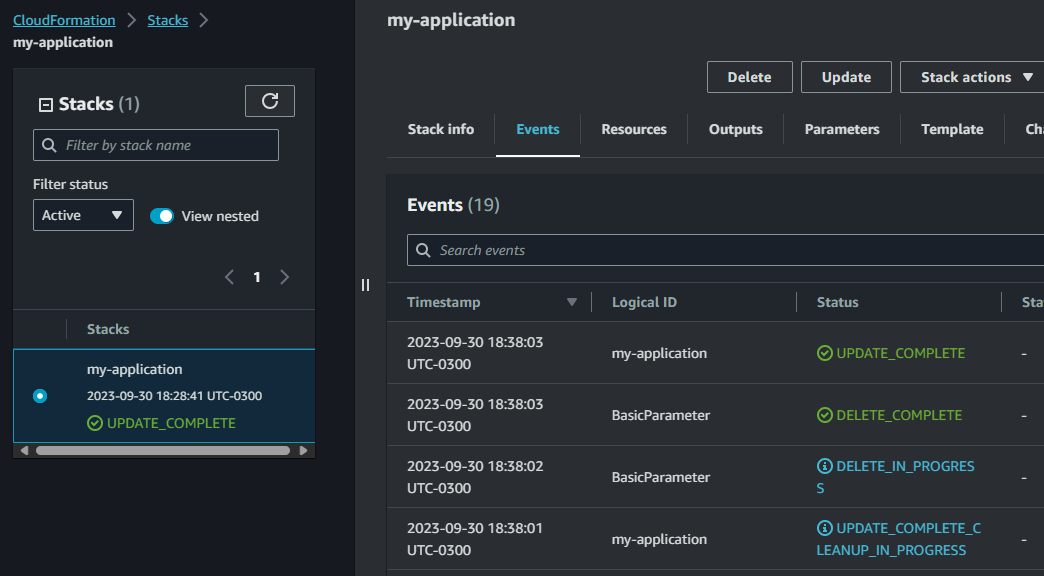 CloudFormation > Stacks >
my-application
Stacks (1)
Filter by stack name
Filter status
Active
View nested
1
Stacks
my-application
2023-09-30 18:28:41 UTC-0300
UPDATE_COMPLETE
my-application
Delete Update Stack actions
Stack info Events Resources Outputs Parameters Template Ch
Events (19)
Search events
Timestamp Logical ID Status Sta
2023-09-30 18:38:03
UTC-0300
my-application
UPDATE_COMPLETE
-
2023-09-30 18:38:03
UTC-0300
BasicParameter
DELETE_COMPLETE
-
2023-09-30 18:38:02
UTC-0300
BasicParameter
DELETE_IN_PROGRES
S
-
2023-09-30 18:38:01
UTC-0300
my-application
UPDATE_COMPLETE_C
LEANUP_IN_PROGRESS
-